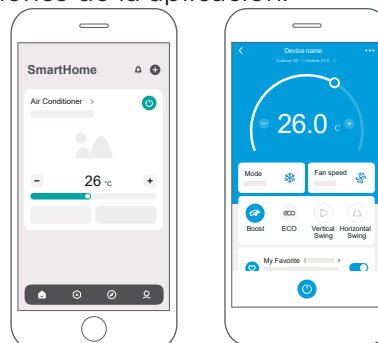 ones de la aplicación.
SmartHome
Air Conditioner >
- 26 °C +
Device name
- 26.0 °C +
Mode
Fan speed
Boost
ECO
Vertical Swing
Horizontal Swing
My Favorite